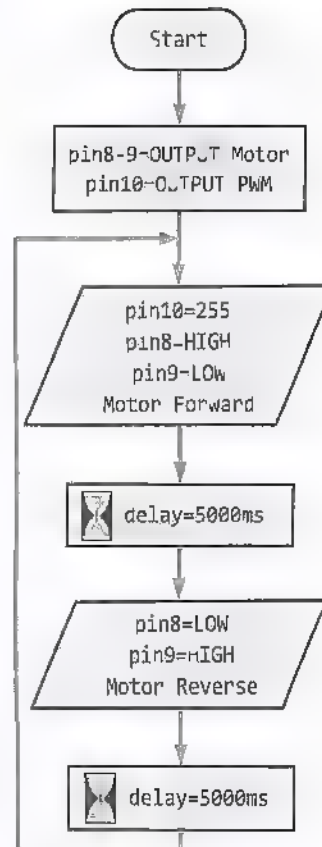 Start
pin8-9-OUTPUT Motor
pin10-OUTPUT PWM
pin10=255
pin8-HIGH
pin9-LOW
Motor Forward
delay=5000ms
pin8=LOW
pin9=HIGH
Motor Reverse
delay=5000ms